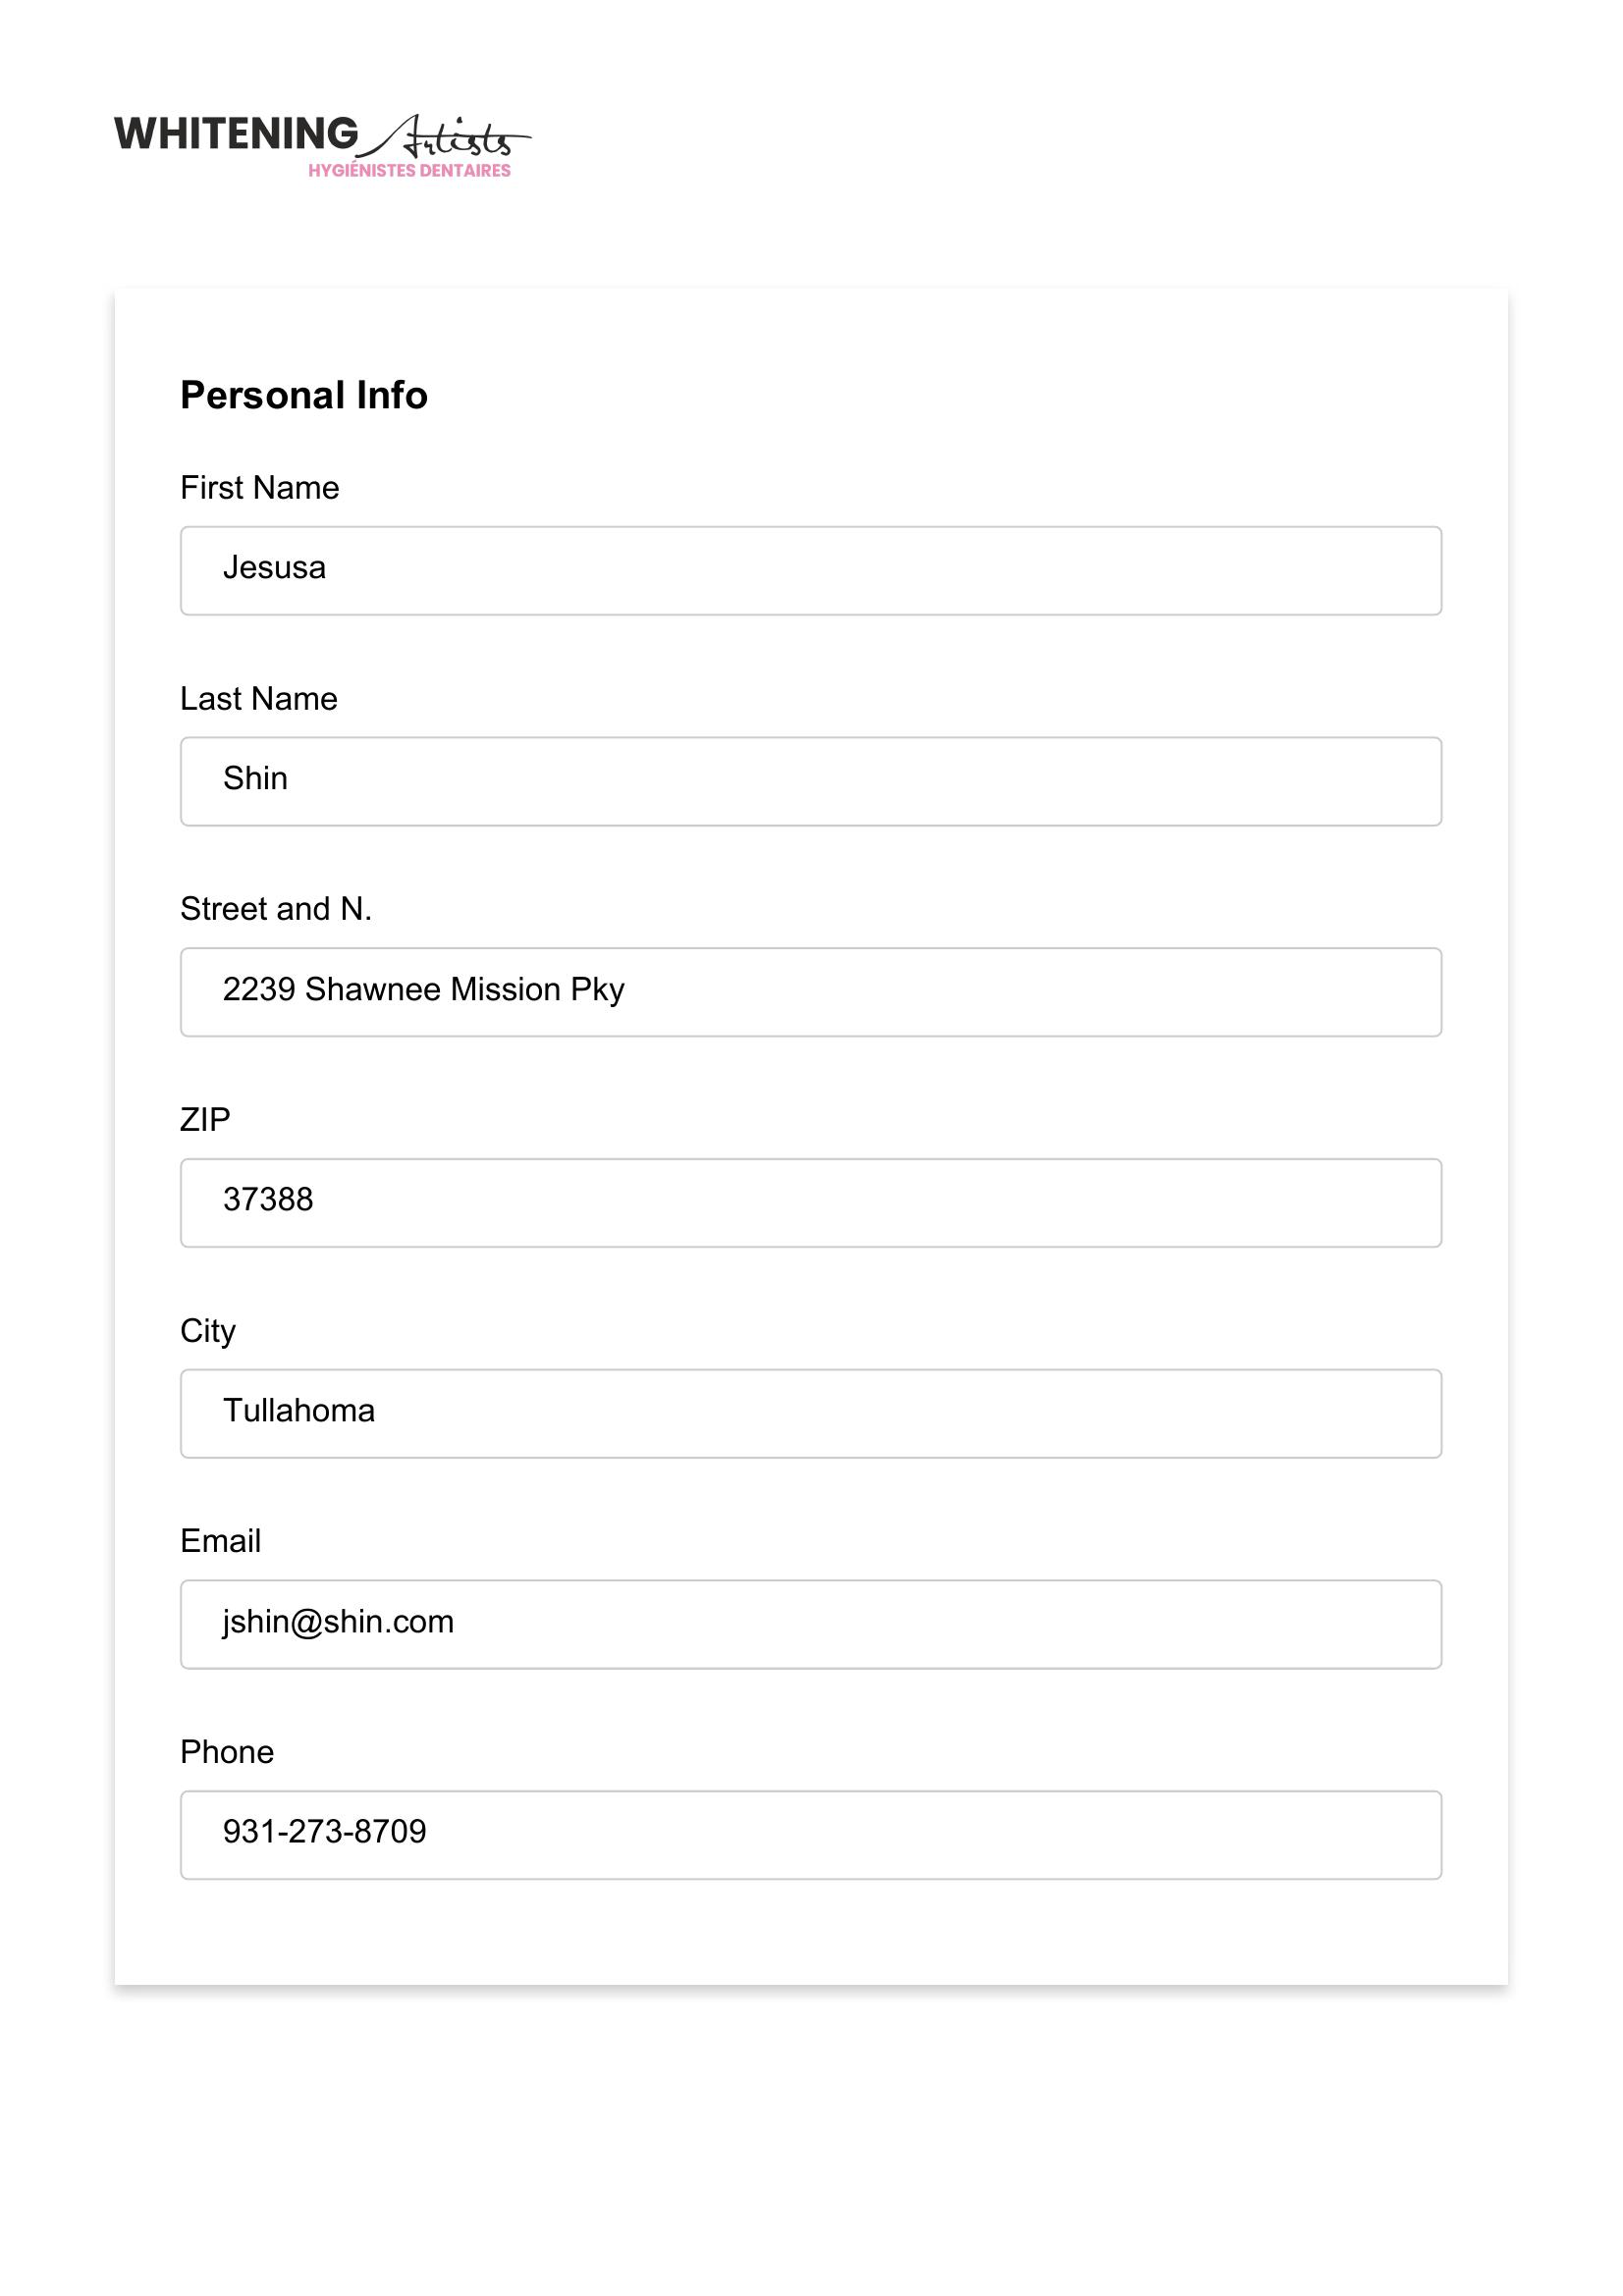 WHITENING Artists
HYGIÉNISTES DENTAIRES
Personal Info
First Name
Jesusa
Last Name
Shin
Street and N.
2239 Shawnee Mission Pky
ZIP
37388
City
Tullahoma
Email
jshin@shin.com
Phone
931-273-8709